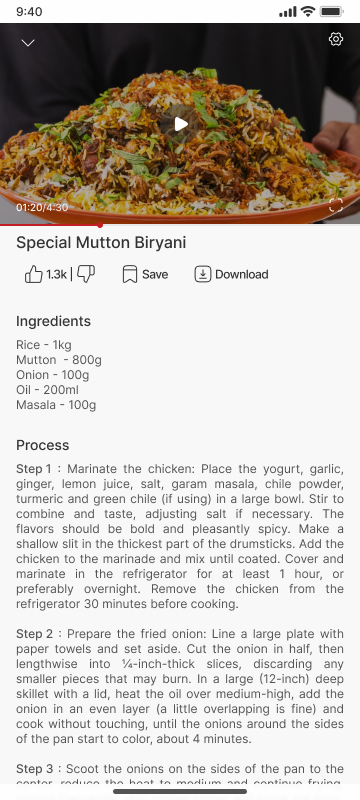 9:40
01:20/4:30
Special Mutton Biryani
1.3k | Save Download
Ingredients
Rice - 1kg
Mutton - 800g
Onion - 100g
Oil - 200ml
Masala - 100g
Process
Step 1 : Marinate the chicken: Place the yogurt, garlic,
ginger, lemon juice, salt, garam masala, chile powder,
turmeric and green chile (if using) in a large bowl. Stir to
combine and taste, adjusting salt if necessary. The
flavors should be bold and pleasantly spicy. Make a
shallow slit in the thickest part of the drumsticks. Add the
chicken to the marinade and mix until coated. Cover and
marinate in the refrigerator for at least 1 hour, or
preferably overnight. Remove the chicken from the
refrigerator 30 minutes before cooking.
Step 2 : Prepare the fried onion: Line a large plate with
paper towels and set aside. Cut the onion in half, then
lengthwise into ¼-inch-thick slices, discarding any
smaller pieces that may burn. In a large (12-inch) deep
skillet with a lid, heat the oil over medium-high, add the
onion in an even layer (a little overlapping is fine) and
cook without touching, until the onions around the sides
of the pan start to color, about 4 minutes.
Step 3 : Scoot the onions on the sides of the pan to the
center, reduce the heat to medium and continue frying,